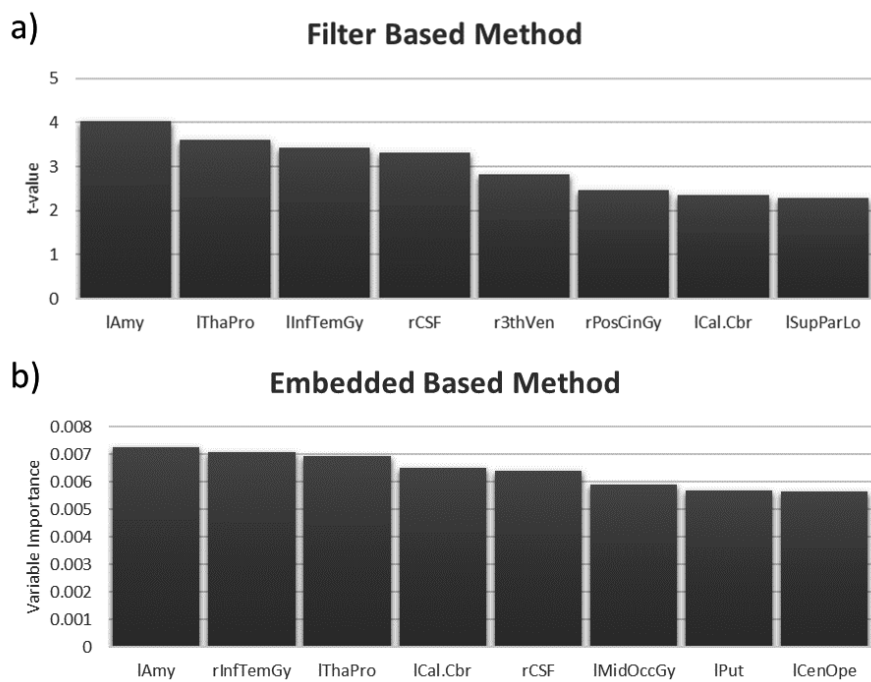 a)
Filter Based Method
5
4
3
2
1
0
t-value
lAmy lThaPro lInfTemGy rCSF r3thVen rPosCinGy lCal.Cbr lSupParLo
b)
Embedded Based Method
0.008
0.007
0.006
0.005
0.004
0.003
0.002
0.001
0
Variable Importance
lAmy rInfTemGy lThaPro lCal.Cbr rCSF lMidOccGy lPut lCenOpe